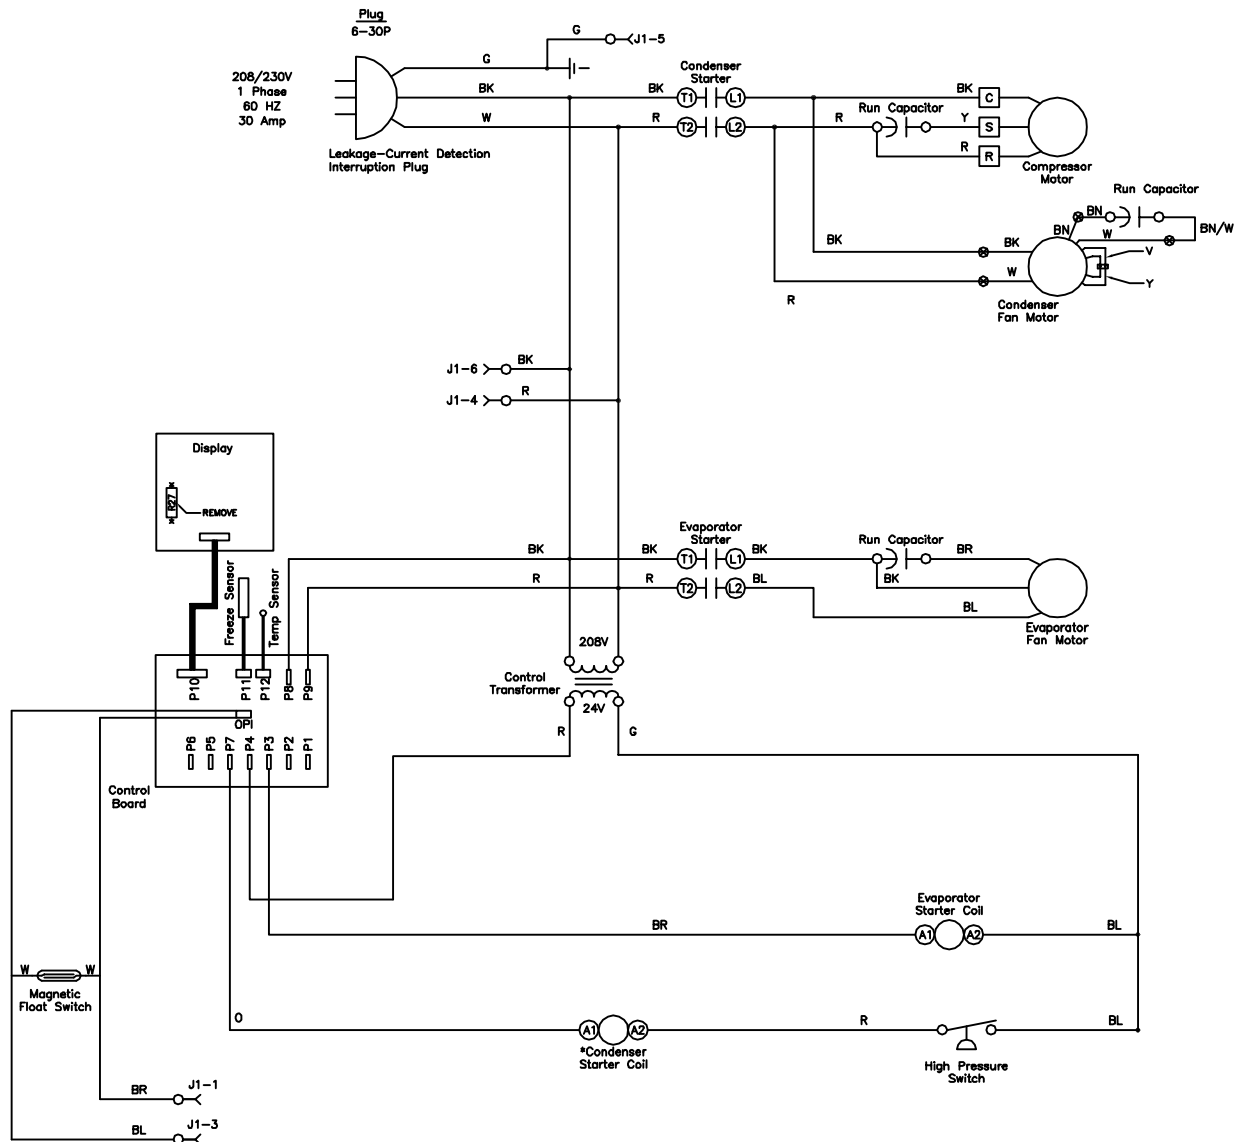 Plug
6-30P
G
J1-5
208/230V
1 Phase
60 HZ
30 Amp
G
BK
W
Leakage-Current Detection
Interruption Plug
Condenser
Starter
BK
T1
L1
BK
C
R
T2
L2
R
Run Capacitor
Y
S
R
R
Compressor
Motor
Run Capacitor
BN
BN
W
BN/W
BK
BK
V
W
Y
R
Condenser
Fan Motor
J1-6
BK
J1-4
R
Display
R27
REMOVE
Freeze Sensor
Temp Sensor
Evaporator
Starter
BK
BK
T1
L1
BK
Run Capacitor
BR
R
R
T2
L2
BL
BK
BL
Evaporator
Fan Motor
208V
Control
Transformer
24V
R
G
P10
P11
P12
P8
P9
OPI
P6
P5
P7
P4
P3
P2
P1
Control
Board
BR
Evaporator
Starter Coil
A1
A2
BL
W
W
Magnetic
Float Switch
O
A1
A2
*Condenser
Starter Coil
R
BL
High Pressure
Switch
BR
J1-1
BL
J1-3